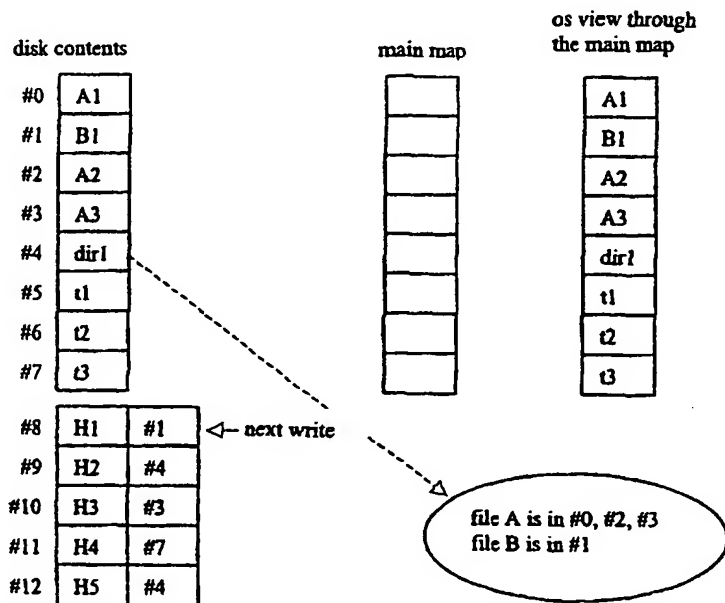 os view through
the main map
disk contents
main map
#0 A1 A1
#1 B1 B1
#2 A2 A2
#3 A3 A3
#4 dir1 dir1
#5 t1 t1
#6 t2 t2
#7 t3 t3
#8 H1 #1 next write
#9 H2 #4
#10 H3 #3
#11 H4 #7
#12 H5 #4
file A is in #0, #2, #3
file B is in #1